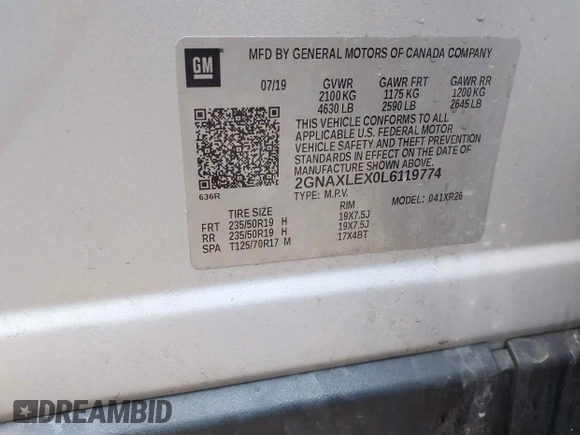 GM
MFD BY GENERAL MOTORS OF CANADA COMPANY
07/19 GVWR GAWR FRT GAWR RR
2100 KG 1175 KG 1200 KG
4630 LB 2590 LB 2645 LB
THIS VEHICLE CONFORMS TO ALL
APPLICABLE U.S. FEDERAL MOTOR
VEHICLE SAFETY AND THEFT PREVENTION
STANDARDS IN EFFECT ON THE DATE OF
MANUFACTURE SHOWN ABOVE.
2GNAXLEX0L6119774
636R TYPE: M.P.V. MODEL: 041XR26
TIRE SIZE RIM
FRT 235/50R19 H 19X7.5J
RR 235/50R19 H 19X7.5J
SPA T125/70R17 M 17X4BT
DREAMBID